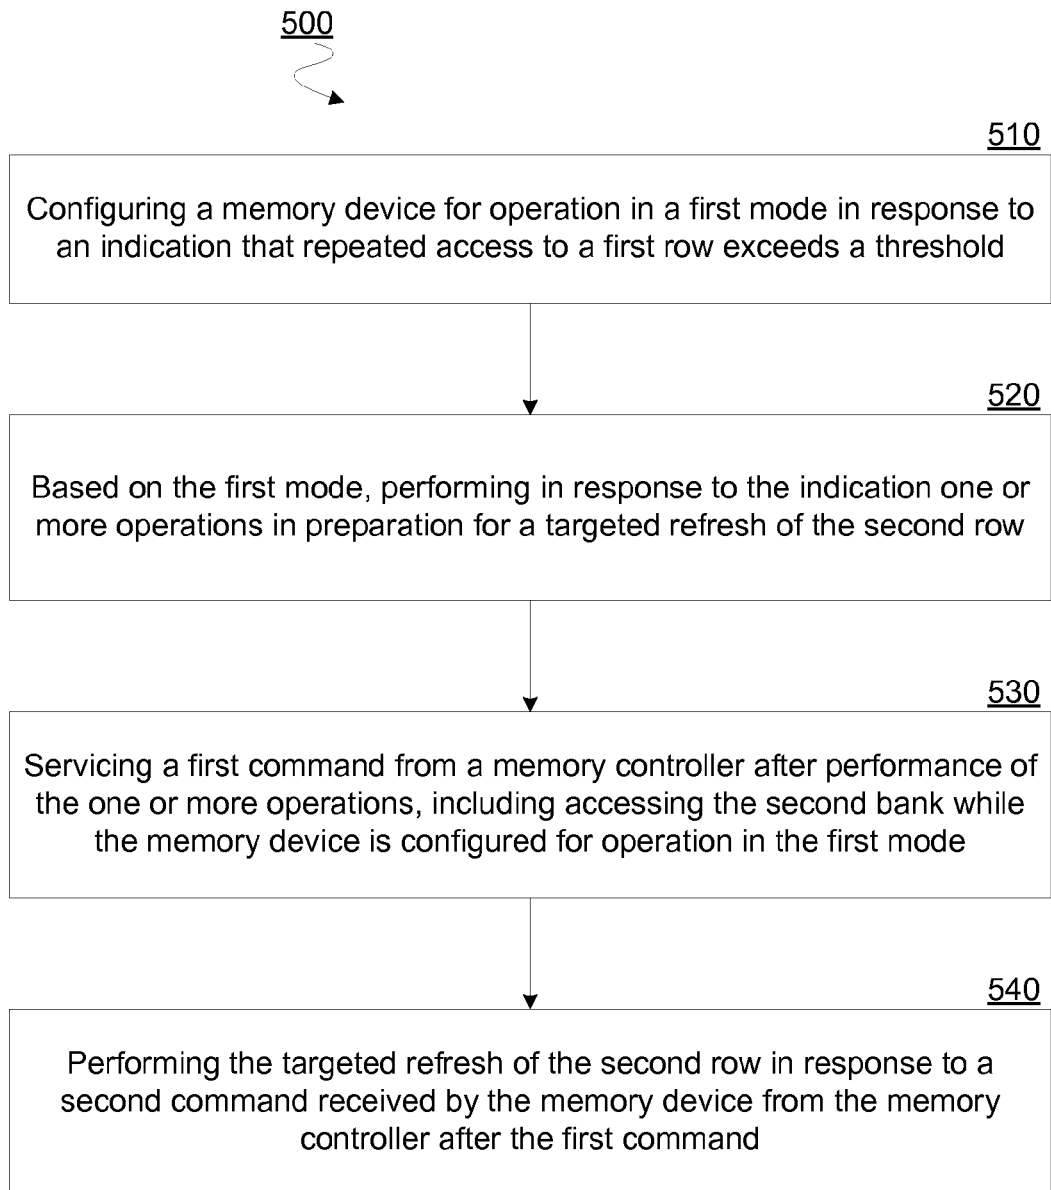 500
510
Configuring a memory device for operation in a first mode in response to
an indication that repeated access to a first row exceeds a threshold
520
Based on the first mode, performing in response to the indication one or
more operations in preparation for a targeted refresh of the second row
530
Servicing a first command from a memory controller after performance of
the one or more operations, including accessing the second bank while
the memory device is configured for operation in the first mode
540
Performing the targeted refresh of the second row in response to a
second command received by the memory device from the memory
controller after the first command